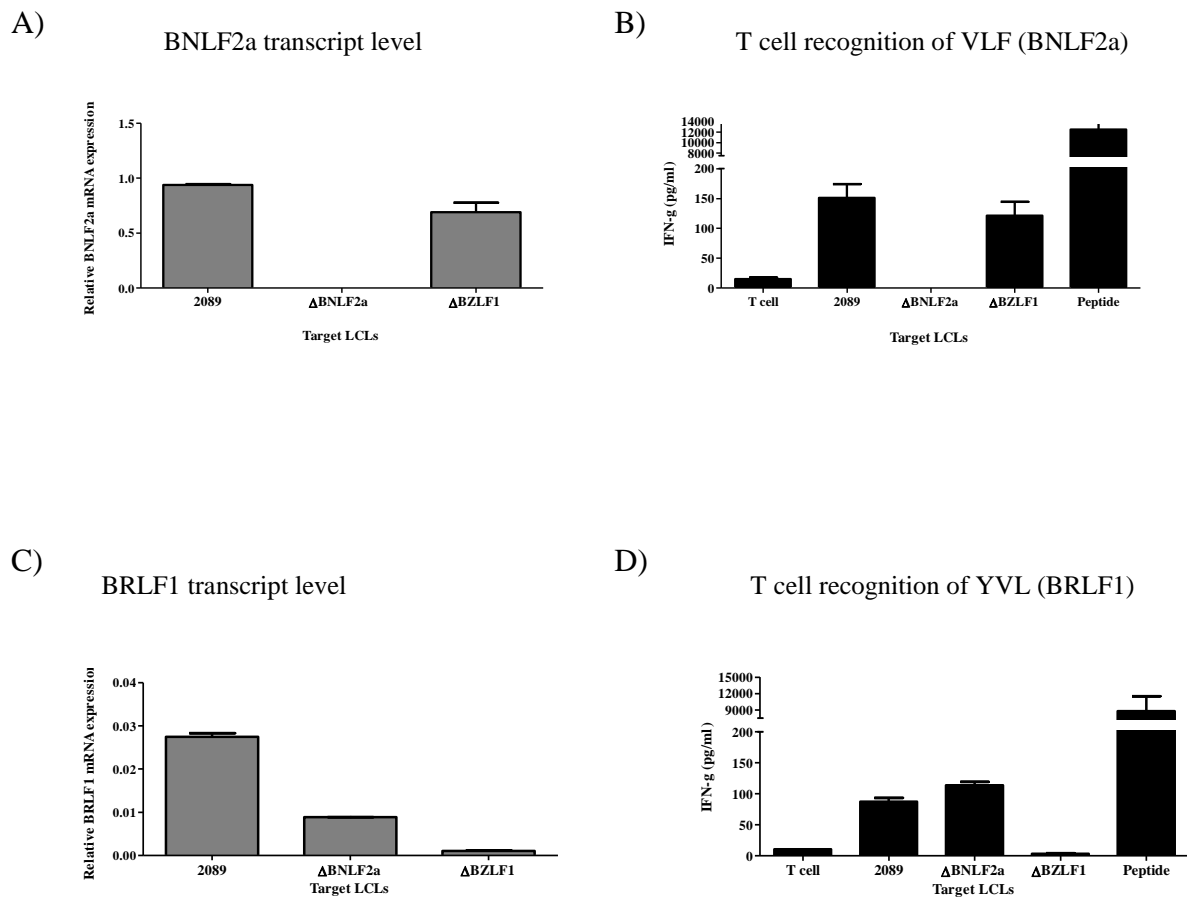 A)
BNLF2a transcript level
Relative BNLF2a mRNA expression
1.5
1.0
0.5
0.0
2089
ΔBNLF2a
ΔBZLF1
Target LCLs
B)
T cell recognition of VLF (BNLF2a)
IFN-g (pg/ml)
14000
12000
10000
8000
200
150
100
50
0
T cell
2089
ΔBNLF2a
ΔBZLF1
Peptide
Target LCLs
C)
BRLF1 transcript level
Relative BRLF1 mRNA expression
0.04
0.03
0.02
0.01
0.00
2089
ΔBNLF2a
ΔBZLF1
Target LCLs
D)
T cell recognition of YVL (BRLF1)
IFN-g (pg/ml)
15000
12000
9000
200
150
100
50
0
T cell
2089
ΔBNLF2a
ΔBZLF1
Peptide
Target LCLs